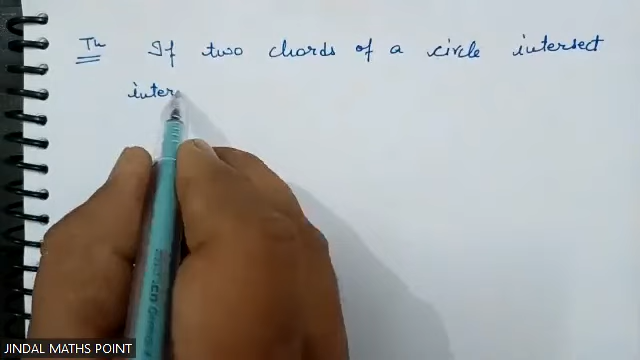 Th If two chords of a circle intersect
inter
JINDAL MATHS POINT